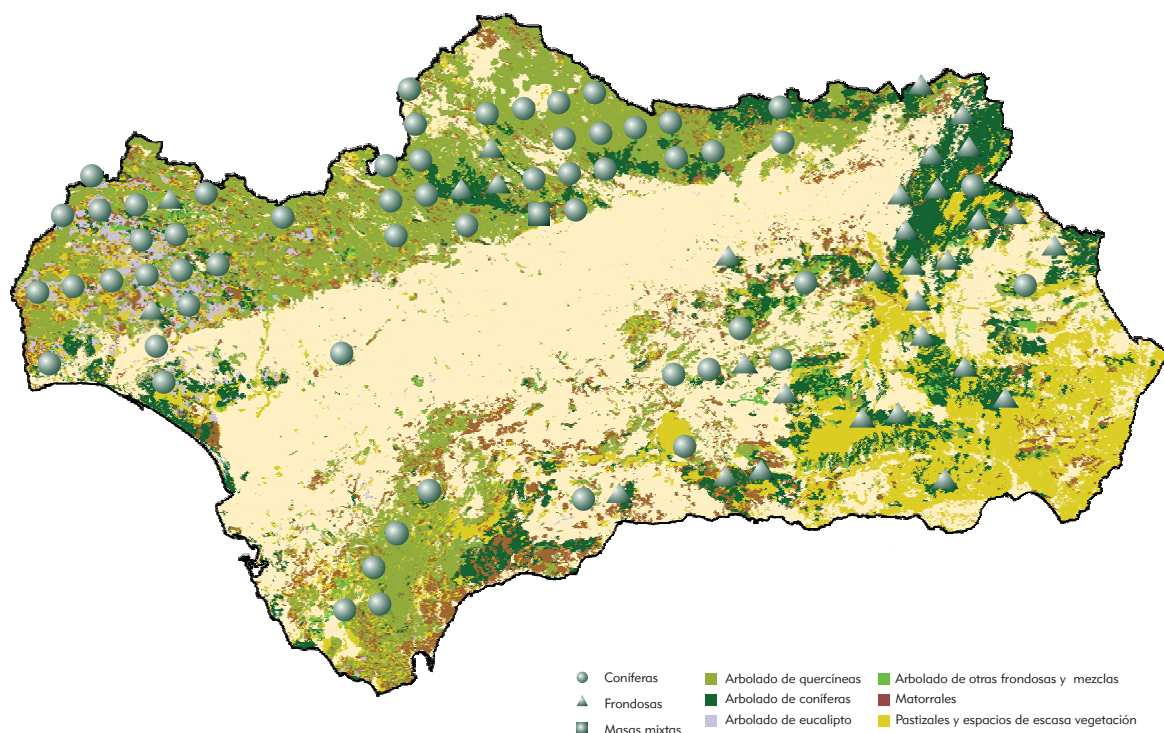 Coníferas
Frondosas
Masas mixtas
Arbolado de quercíneas
Arbolado de coníferas
Arbolado de eucalipto
Arbolado de otras frondosas y mezclas
Matorrales
Pastizales y espacios de escasa vegetación